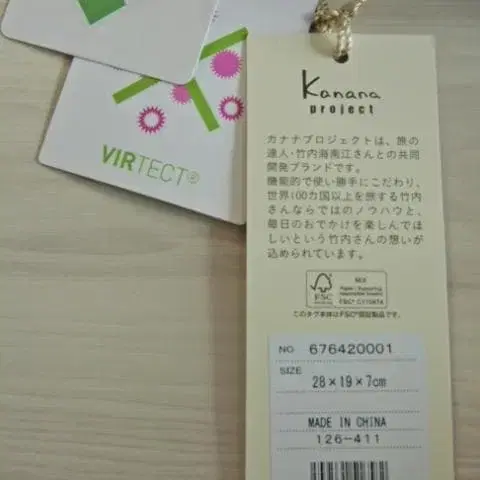 VIRTECT®
Kanana
project
カナナプロジェクトは、旅の
達人・竹内海南江さんとの共同
開発ブランドです。
機能的で使い勝手にこだわり、
世界100カ国以上を旅する竹内
さんならではのノウハウと、
毎日のおでかけを楽しんでほ
しいという竹内さんの想いが
込められています。
FSC
MIX
このタグ本体はFSC®認証製品です。
NO 676420001
SIZE
28×19×7cm
MADE IN CHINA
126-411